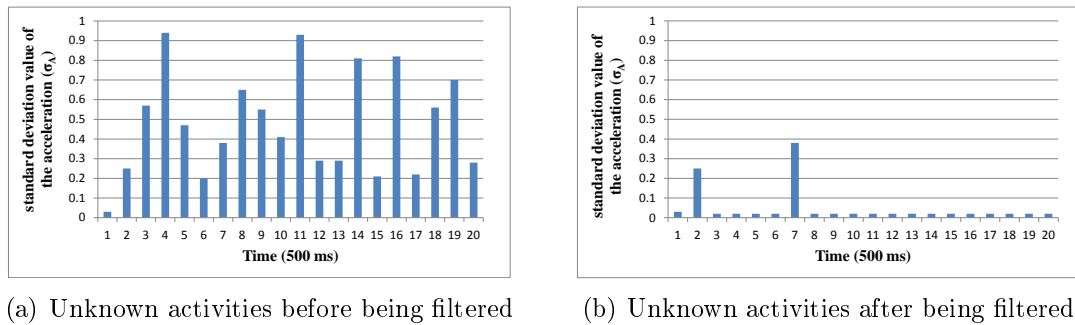 standard deviation value of
the acceleration (σA)
1
0.9
0.8
0.7
0.6
0.5
0.4
0.3
0.2
0.1
0
1 2 3 4 5 6 7 8 9 10 11 12 13 14 15 16 17 18 19 20
Time (500 ms)
(a) Unknown activities before being filtered
standard deviation value of
the acceleration (σA)
1
0.9
0.8
0.7
0.6
0.5
0.4
0.3
0.2
0.1
0
1 2 3 4 5 6 7 8 9 10 11 12 13 14 15 16 17 18 19 20
Time (500 ms)
(b) Unknown activities after being filtered